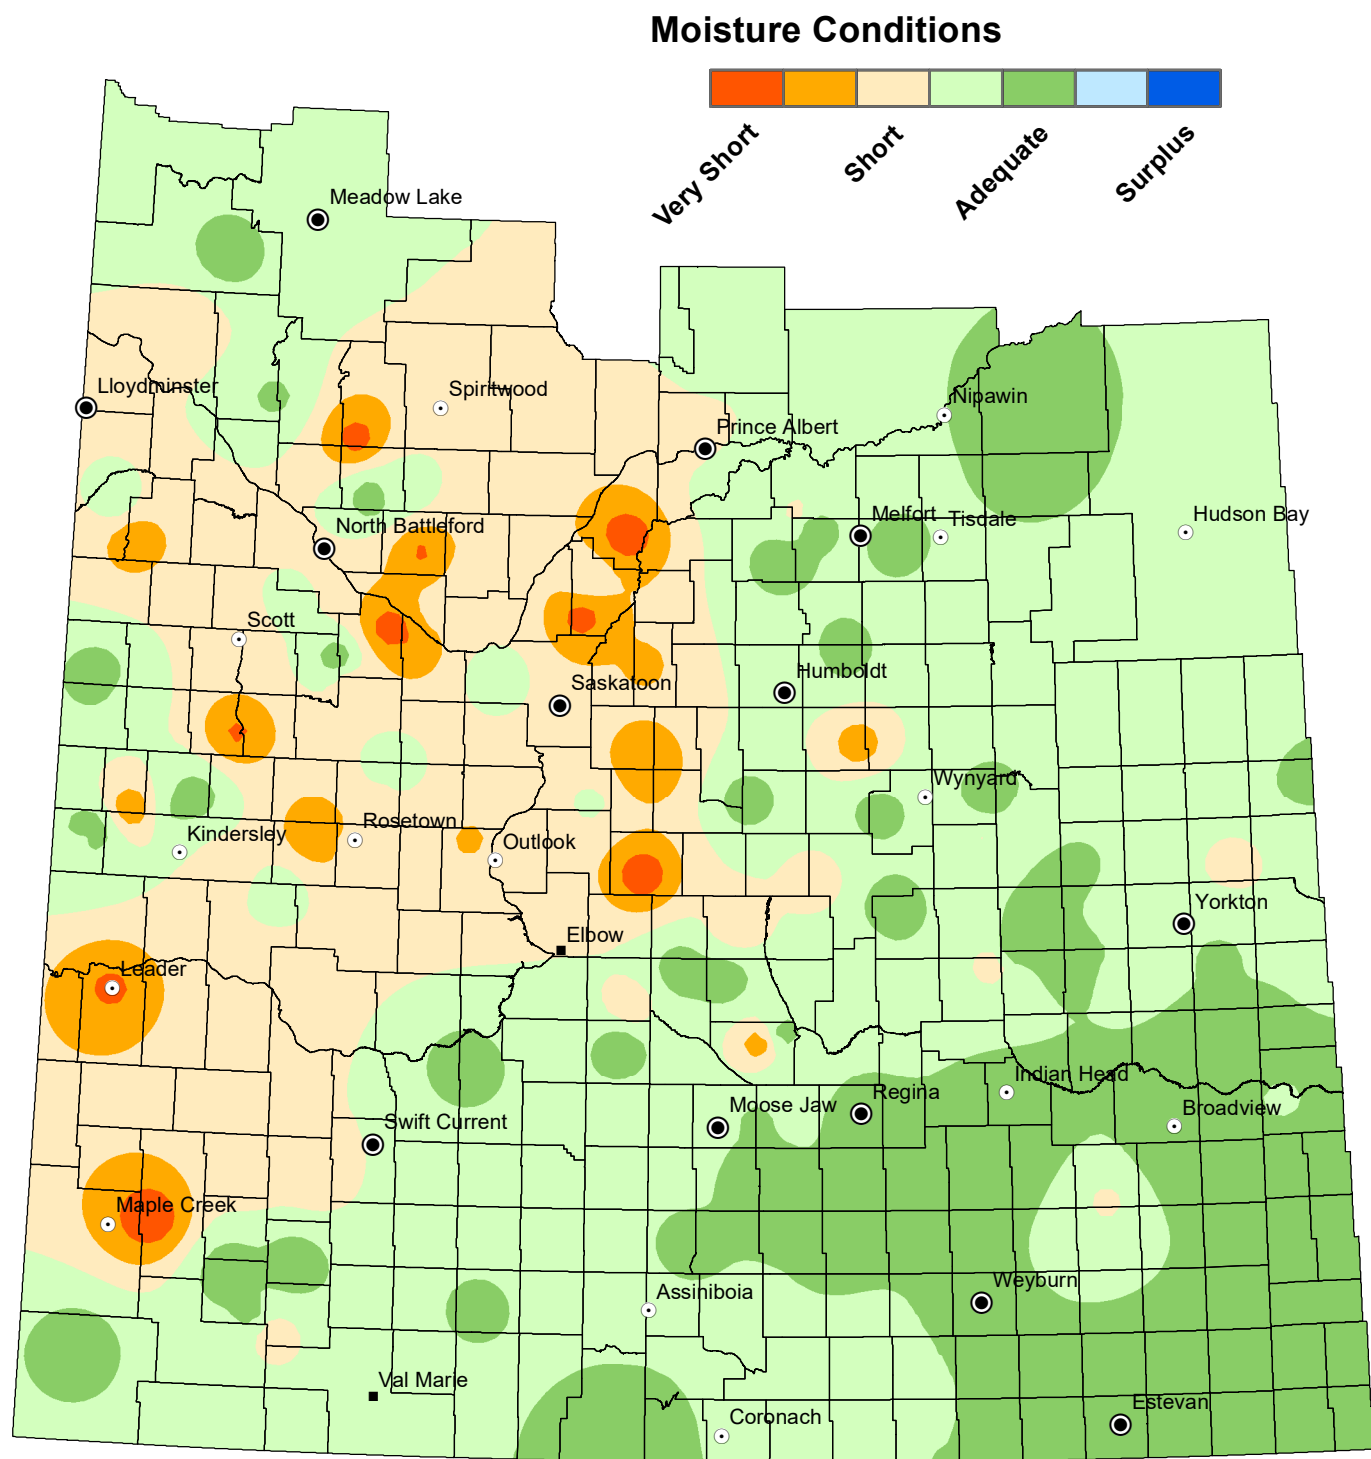 Moisture Conditions
Very Short
Short
Adequate
Surplus
Meadow Lake
Lloydminster
Spiritwood
Nipawin
Prince Albert
North Battleford
Melfort
Tisdale
Hudson Bay
Scott
Saskatoon
Humboldt
Wynyard
Kindersley
Rosetown
Outlook
Yorkton
Elbow
Leader
Indian Head
Regina
Moose Jaw
Broadview
Swift Current
Maple Creek
Weyburn
Assiniboia
Val Marie
Estevan
Coronach